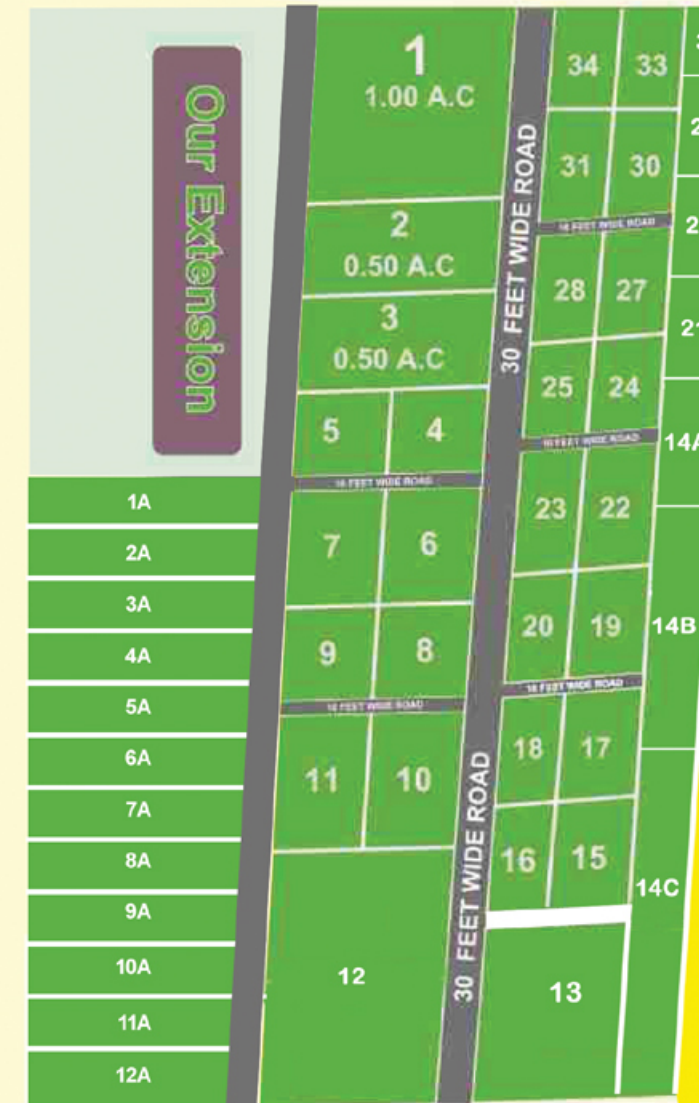 Our Extension
1A
2A
3A
4A
5A
6A
7A
8A
9A
10A
11A
12A
1
1.00 A.C
2
0.50 A.C
3
0.50 A.C
5 4
16 FEET WIDE ROAD
7 6
9 8
16 FEET WIDE ROAD
11 10
12
30 FEET WIDE ROAD
30 FEET WIDE ROAD
34 33
31 30
16 FEET WIDE ROAD
28 27
25 24
16 FEET WIDE ROAD
23 22
20 19
16 FEET WIDE ROAD
18 17
16 15
13
14A
14B
14C